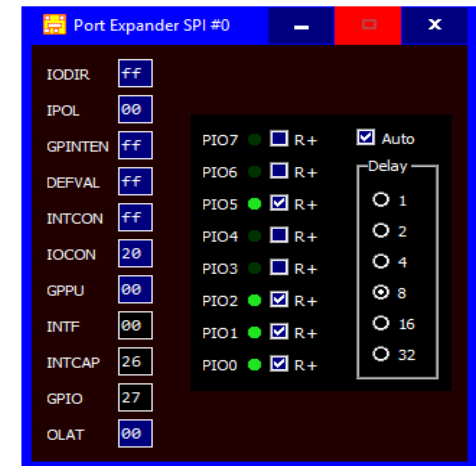 Port Expander SPI #0
IODIR ff
IPOL 00
GPINTEN ff
DEFVAL ff
INTCON ff
IOCON 20
GPPU 00
INTF 00
INTCAP 26
GPIO 27
OLAT 00
PIO7 R+
PIO6 R+
PIO5 R+
PIO4 R+
PIO3 R+
PIO2 R+
PIO1 R+
PIO0 R+
Auto
Delay
1
2
4
8
16
32